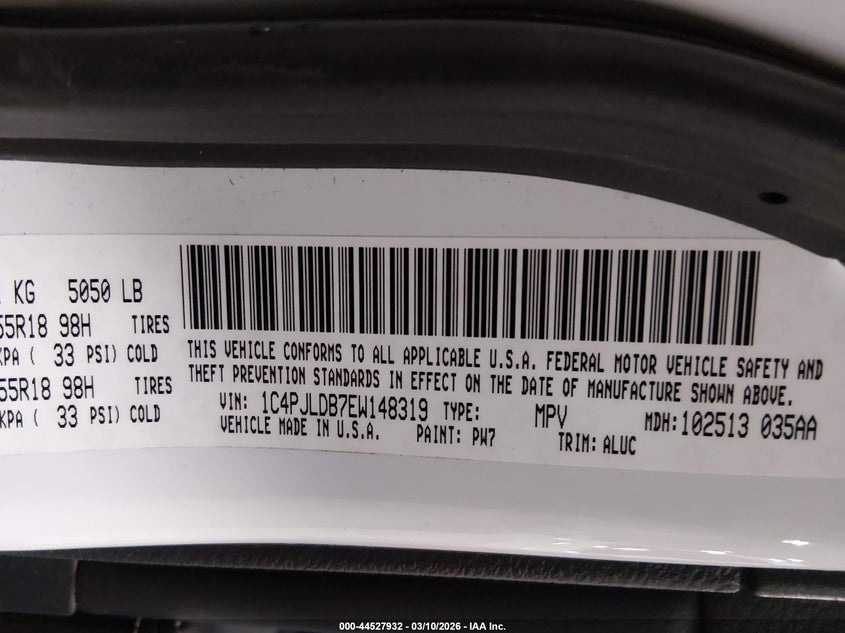 KG 5050 LB
55R18 98H TIRES
KPA ( 33 PSI) COLD
55R18 98H TIRES
KPA ( 33 PSI) COLD
THIS VEHICLE CONFORMS TO ALL APPLICABLE U.S.A. FEDERAL MOTOR VEHICLE SAFETY AND
THEFT PREVENTION STANDARDS IN EFFECT ON THE DATE OF MANUFACTURE SHOWN ABOVE.
VIN: 1C4PJLDB7EW148319 TYPE: MPV MDH:102513 035AA
VEHICLE MADE IN U.S.A. PAINT: PW7 TRIM: ALUC
000-44527932 - 03/10/2026 - IAA Inc.